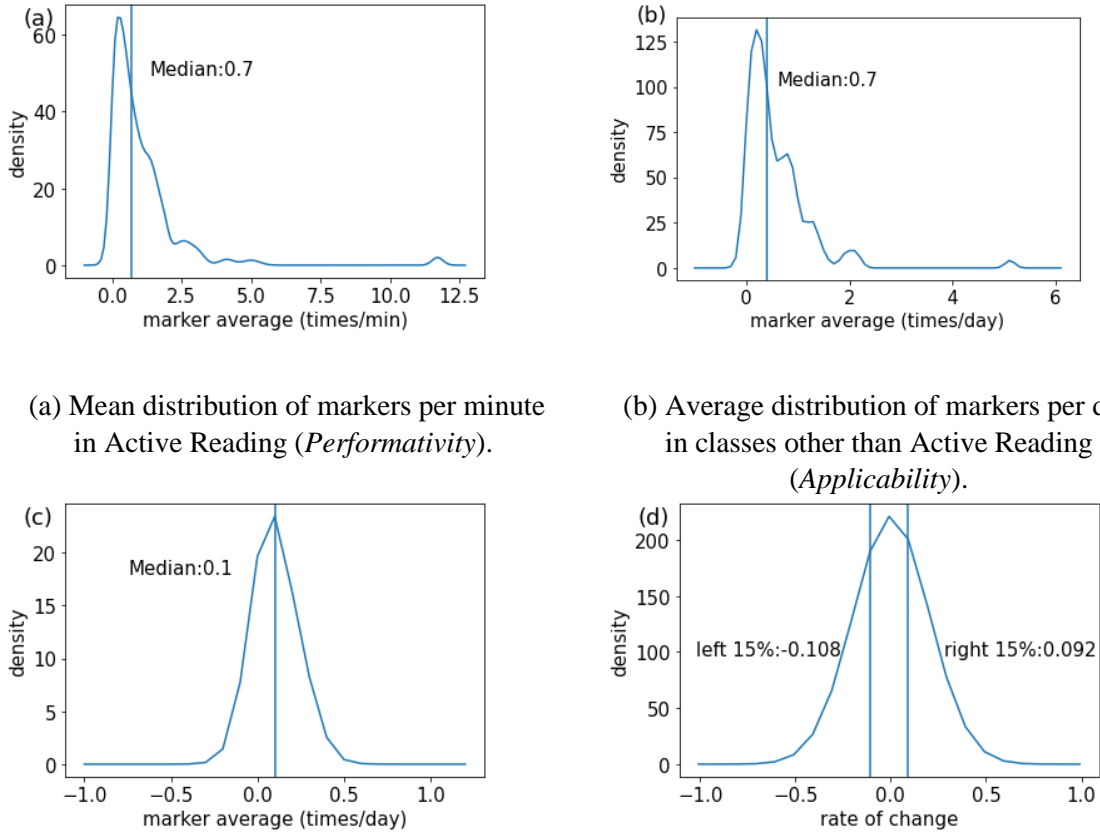 (a)
60
40
20
0
density
Median:0.7
0.0 2.5 5.0 7.5 10.0 12.5
marker average (times/min)
(b)
125
100
75
50
25
0
density
Median:0.7
0 2 4 6
marker average (times/day)
(a) Mean distribution of markers per minute
in Active Reading (Performativity).
(b) Average distribution of markers per
in classes other than Active Reading
(Applicability).
(c)
20
15
10
5
0
density
Median:0.1
−1.0 −0.5 0.0 0.5 1.0
marker average (times/day)
(d)
200
150
100
50
0
density
left 15%:-0.108
right 15%:0.092
−1.0 −0.5 0.0 0.5 1.0
rate of change